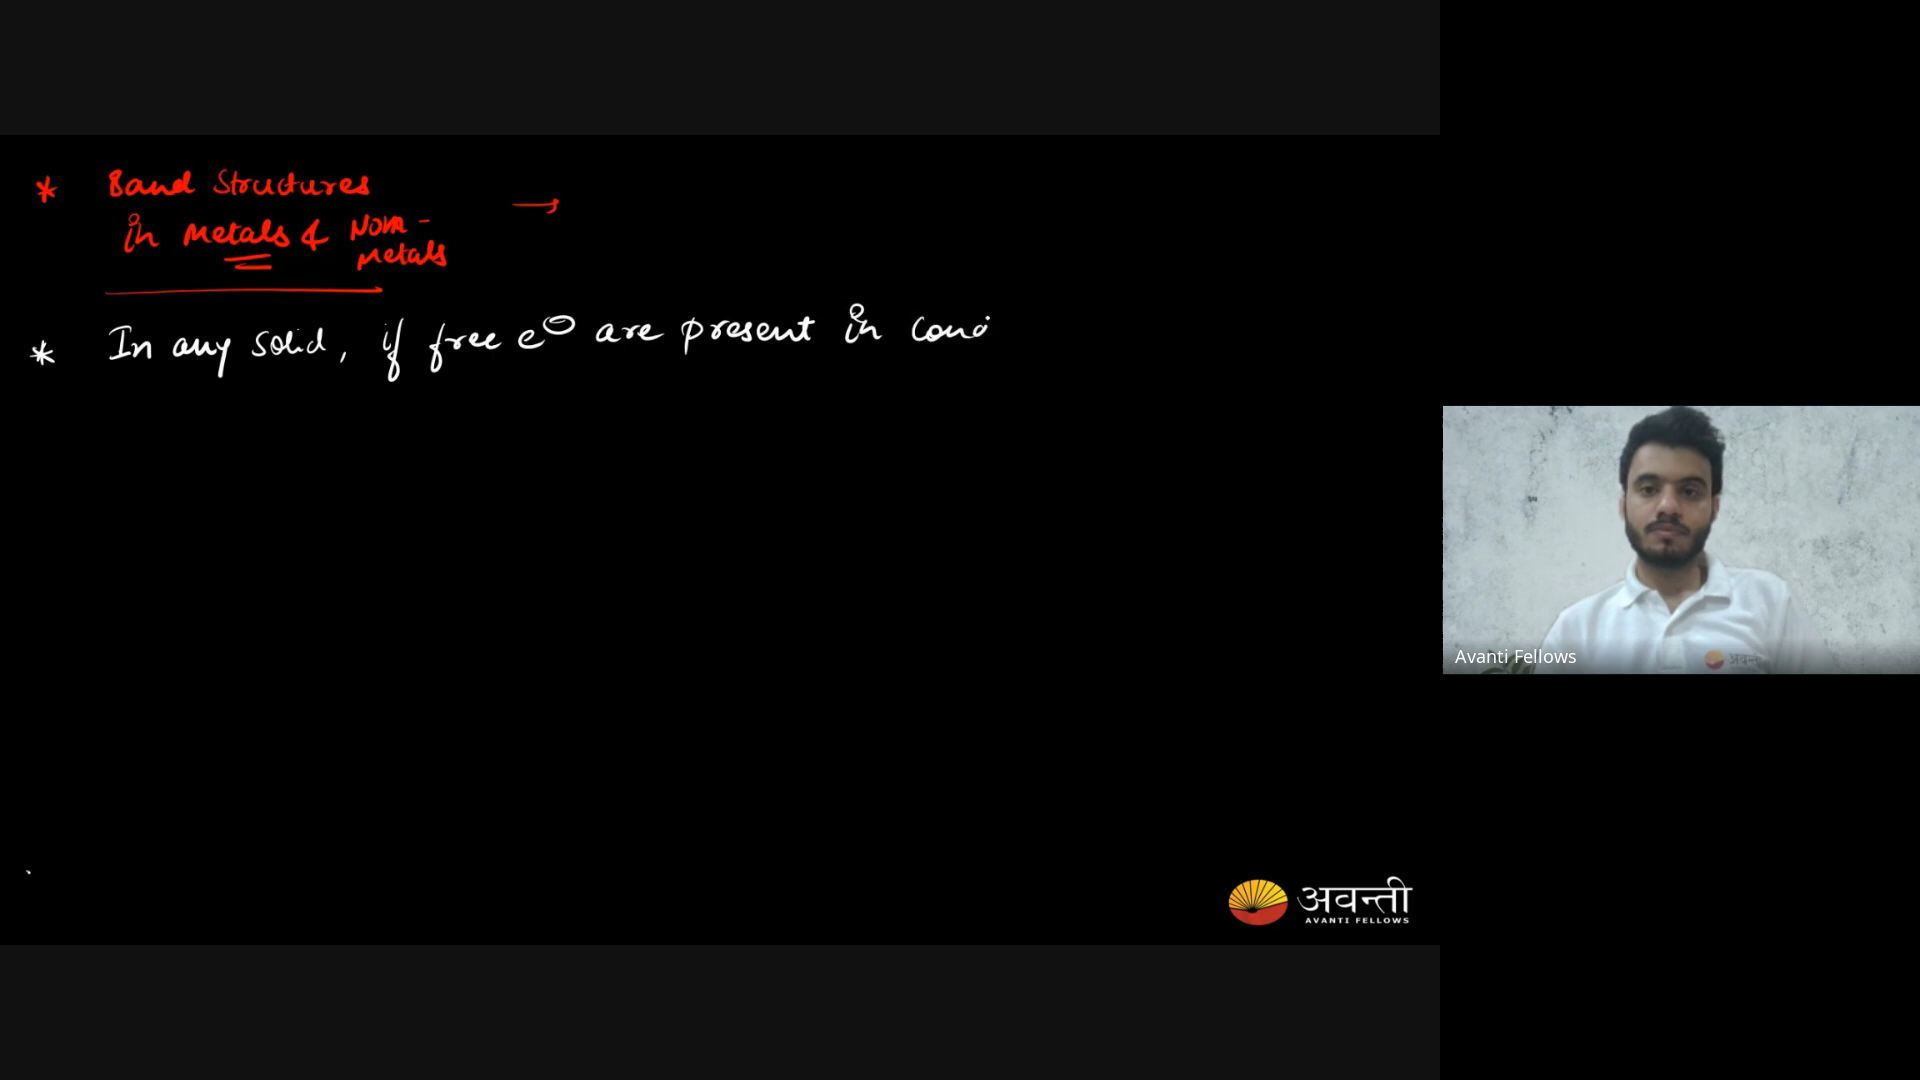 * Band Structures
in Metals & Non-
Metals →
* In any solid, if free e⊖ are present in cond
Avanti Fellows
अवन्ती
AVANTI FELLOWS